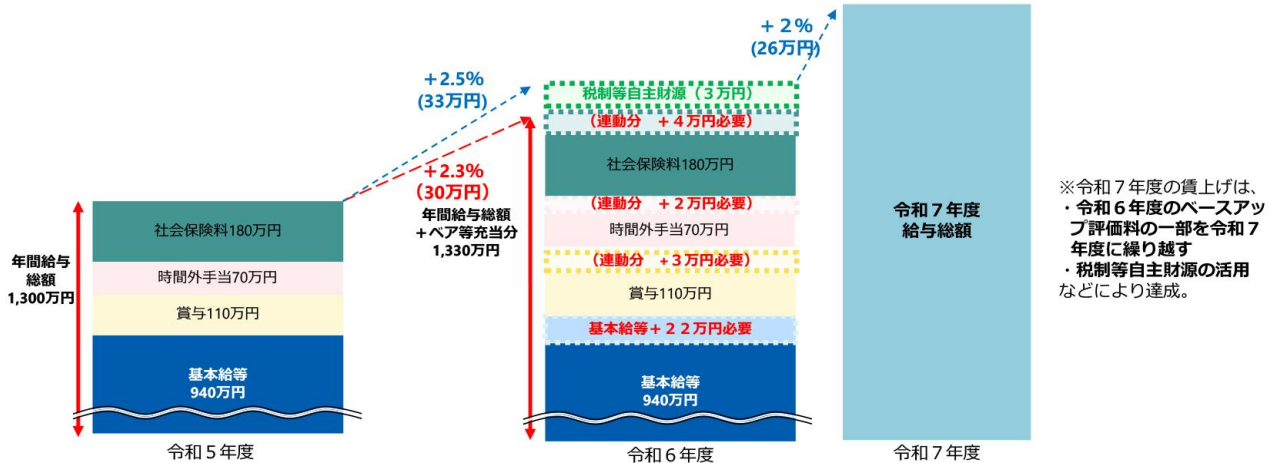 年間給与
総額
1,300万円
社会保険料180万円
時間外手当70万円
賞与110万円
基本給等
940万円
令和５年度
+2.5%
(33万円)
+2.3%
（30万円）
年間給与総額
＋ベア等充当分
1,330万円
税制等自主財源（３万円）
（連動分　＋４万円必要）
社会保険料180万円
（連動分　＋２万円必要）
時間外手当70万円
（連動分　＋３万円必要）
賞与110万円
基本給等＋２２万円必要
基本給等
940万円
令和６年度
＋２%
(26万円)
令和７年度
給与総額
令和７年度
※令和７年度の賃上げは、
・令和６年度のベースアッ
プ評価料の一部を令和７
年度に繰り越す
・税制等自主財源の活用
などにより達成。